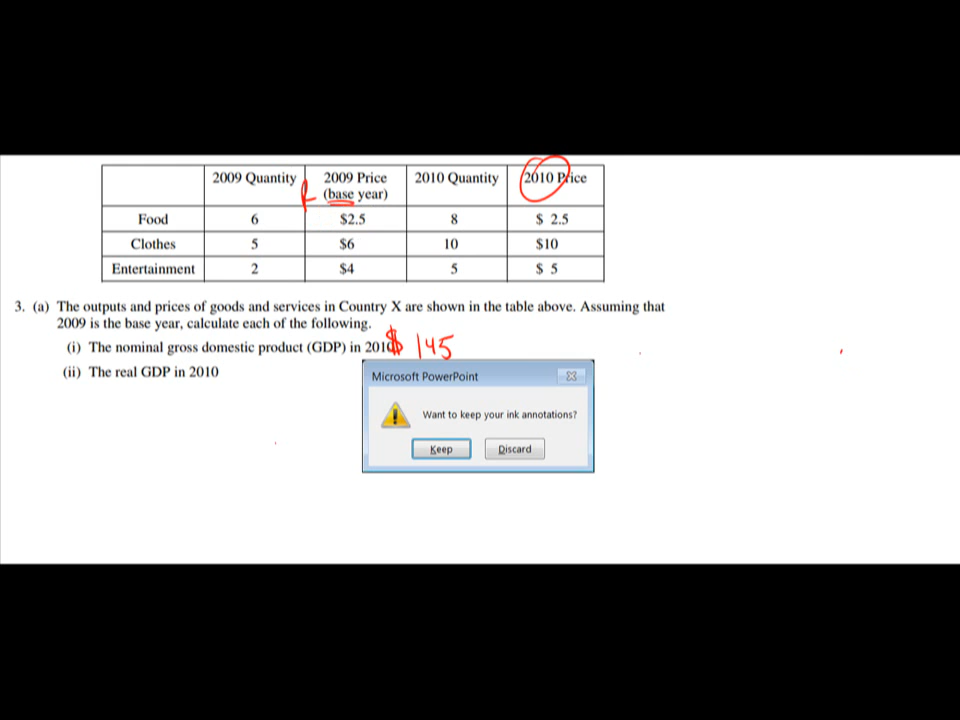 2009 Quantity 2009 Price (base year) 2010 Quantity 2010 Price
Food 6 $2.5 8 $ 2.5
Clothes 5 $6 10 $10
Entertainment 2 $4 5 $ 5
3. (a) The outputs and prices of goods and services in Country X are shown in the table above. Assuming that
2009 is the base year, calculate each of the following.
(i) The nominal gross domestic product (GDP) in 2010 $ 145
(ii) The real GDP in 2010
Microsoft PowerPoint
Want to keep your ink annotations?
Keep Discard